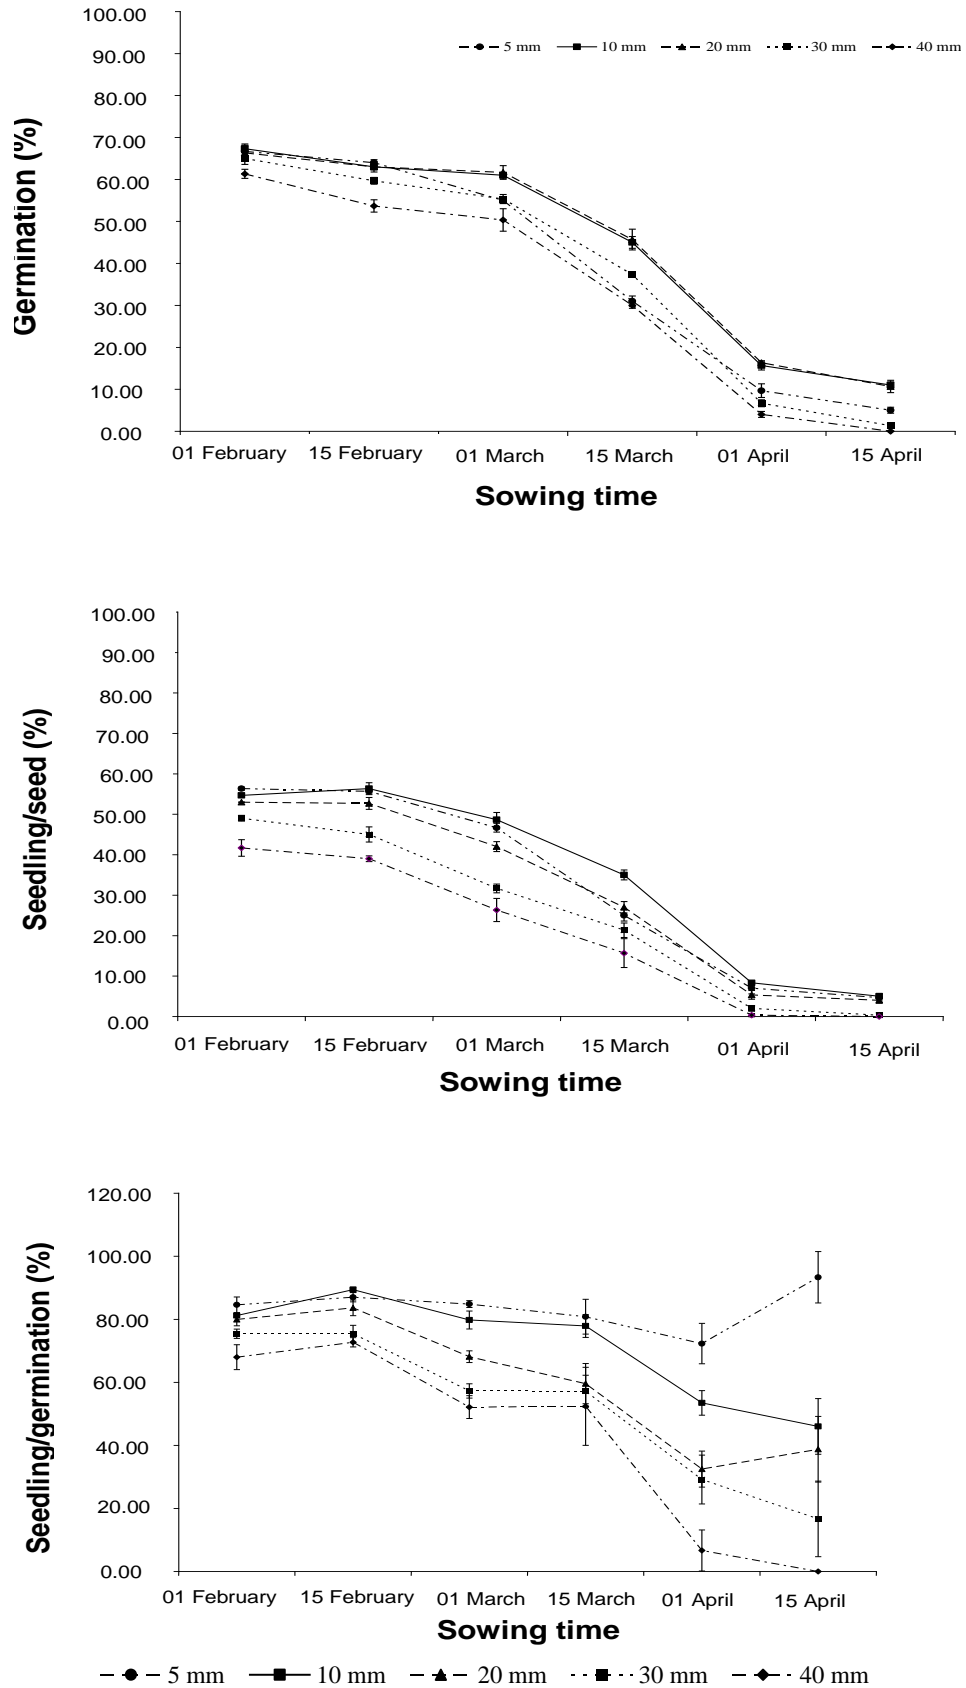 100.00
5 mm 10 mm 20 mm 30 mm 40 mm
90.00
80.00
70.00
60.00
50.00
40.00
30.00
20.00
10.00
0.00
Germination (%)
01 February 15 February 01 March 15 March 01 April 15 April
Sowing time
100.00
90.00
80.00
70.00
60.00
50.00
40.00
30.00
20.00
10.00
0.00
Seedling/seed (%)
01 February 15 February 01 March 15 March 01 April 15 April
Sowing time
120.00
100.00
80.00
60.00
40.00
20.00
0.00
Seedling/germination (%)
01 February 15 February 01 March 15 March 01 April 15 April
Sowing time
5 mm 10 mm 20 mm 30 mm 40 mm